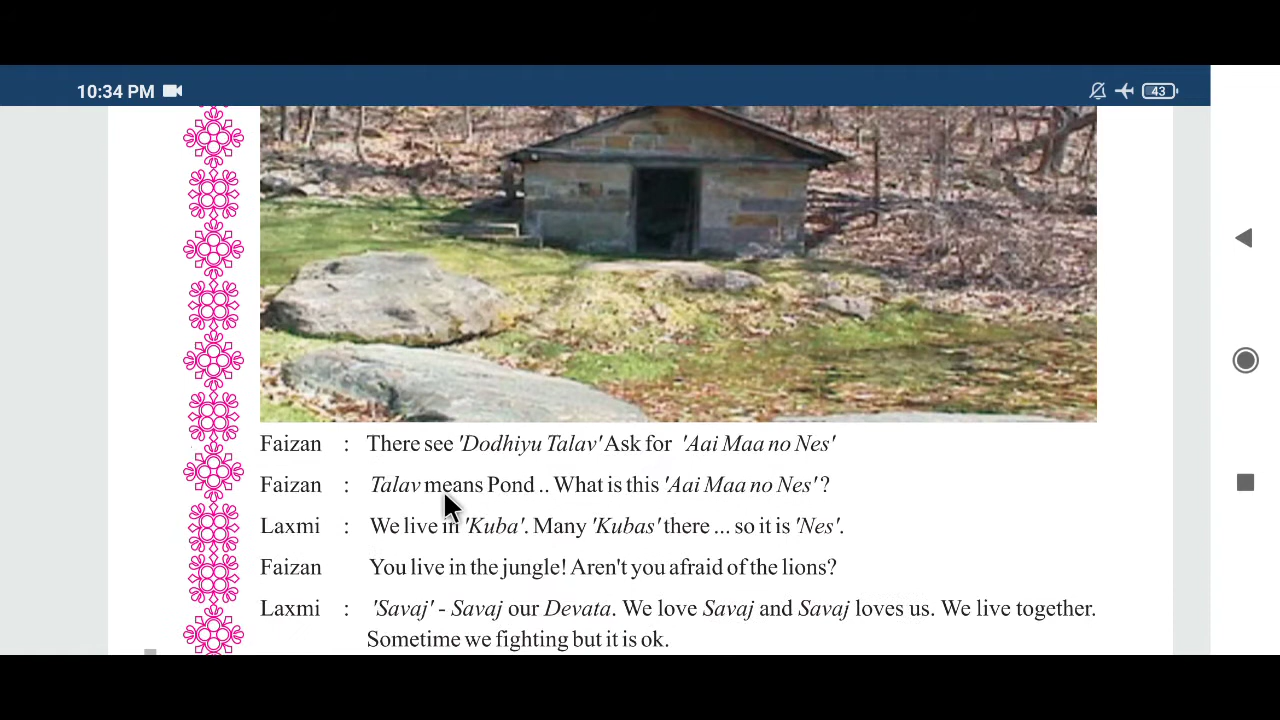 10:34 PM
43
Faizan : There see 'Dodhiyu Talav' Ask for 'Aai Maa no Nes'
Faizan : Talav means Pond .. What is this 'Aai Maa no Nes'?
Laxmi : We live in 'Kuba'. Many 'Kubas' there ... so it is 'Nes'.
Faizan You live in the jungle! Aren't you afraid of the lions?
Laxmi : 'Savaj' - Savaj our Devata. We love Savaj and Savaj loves us. We live together.
Sometime we fighting but it is ok.